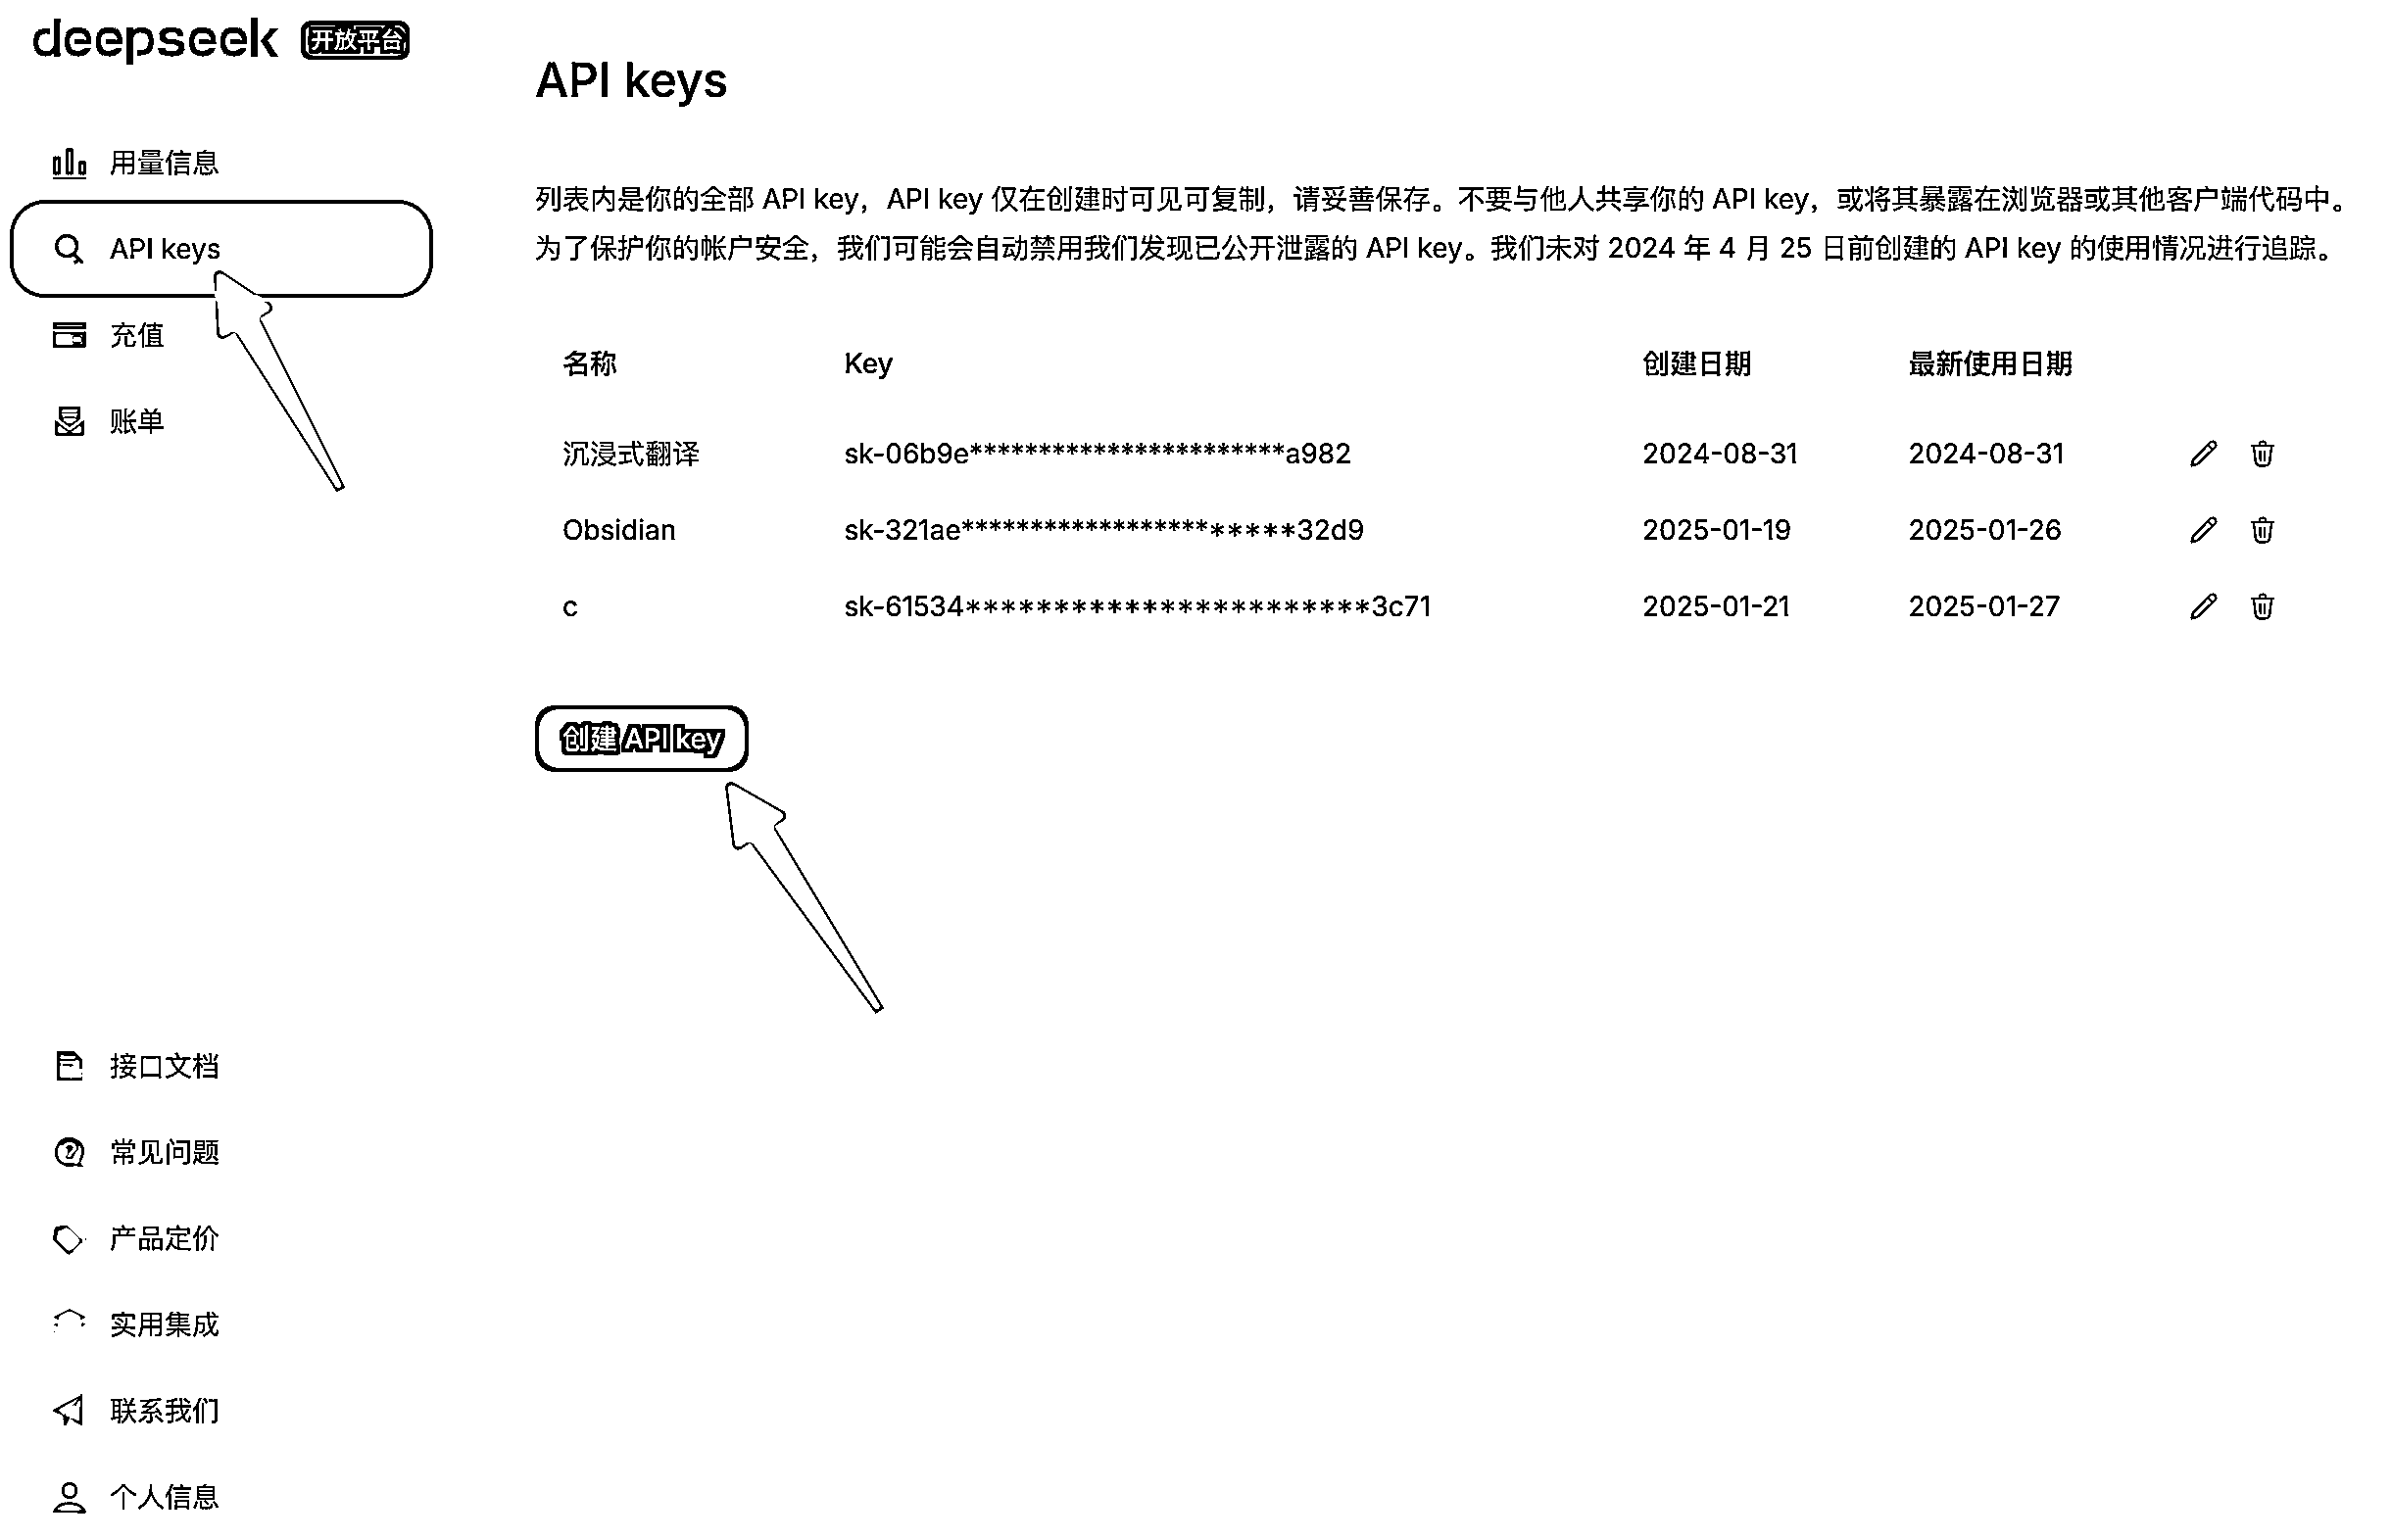 deepseek 开放平台
用量信息
API keys
充值
账单
接口文档
常见问题
产品定价
实用集成
联系我们
个人信息
API keys
列表内是你的全部 API key，API key 仅在创建时可见可复制，请妥善保存。不要与他人共享你的 API key，或将其暴露在浏览器或其他客户端代码中。
为了保护你的帐户安全，我们可能会自动禁用我们发现已公开泄露的 API key。我们未对 2024 年 4 月 25 日前创建的 API key 的使用情况进行追踪。
名称 Key 创建日期 最新使用日期
沉浸式翻译 sk-06b9e***********************a982 2024-08-31 2024-08-31
Obsidian sk-321ae***********************32d9 2025-01-19 2025-01-26
c sk-61534***********************3c71 2025-01-21 2025-01-27
创建 API key